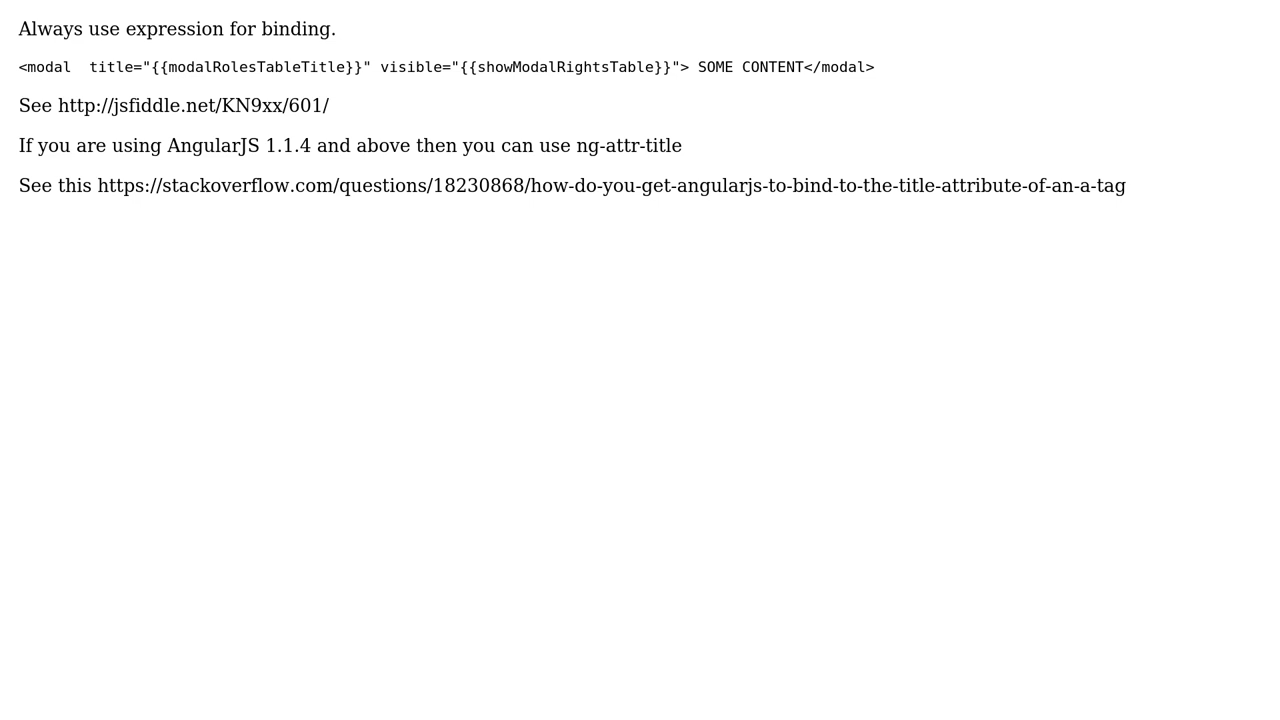 Always use expression for binding.
<modal  title="{{modalRolesTableTitle}}" visible="{{showModalRightsTable}}"> SOME CONTENT</modal>
See http://jsfiddle.net/KN9xx/601/
If you are using AngularJS 1.1.4 and above then you can use ng-attr-title
See this https://stackoverflow.com/questions/18230868/how-do-you-get-angularjs-to-bind-to-the-title-attribute-of-an-a-tag